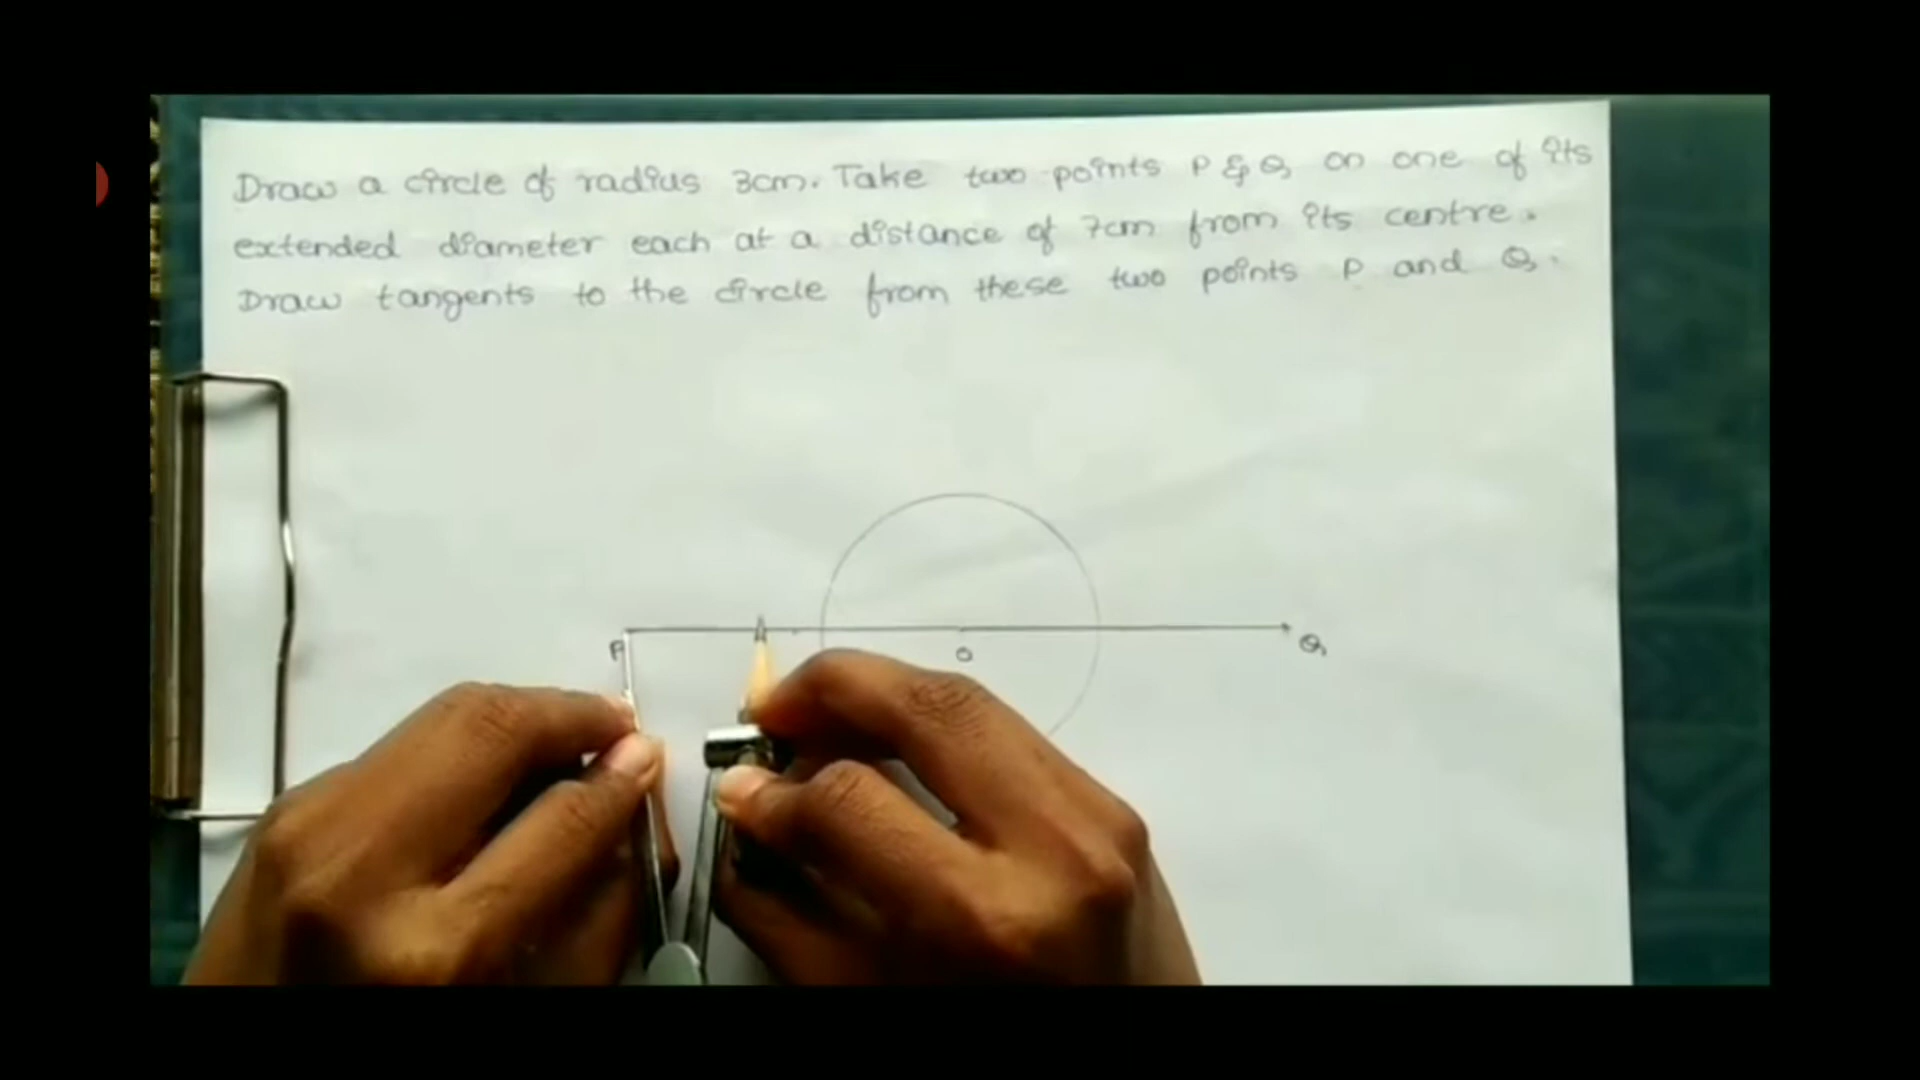 Draw a circle of radius 3cm. Take two points P & Q on one of its
extended diameter each at a distance of 7cm from its centre.
Draw tangents to the circle from these two points P and Q.
P
O
Q